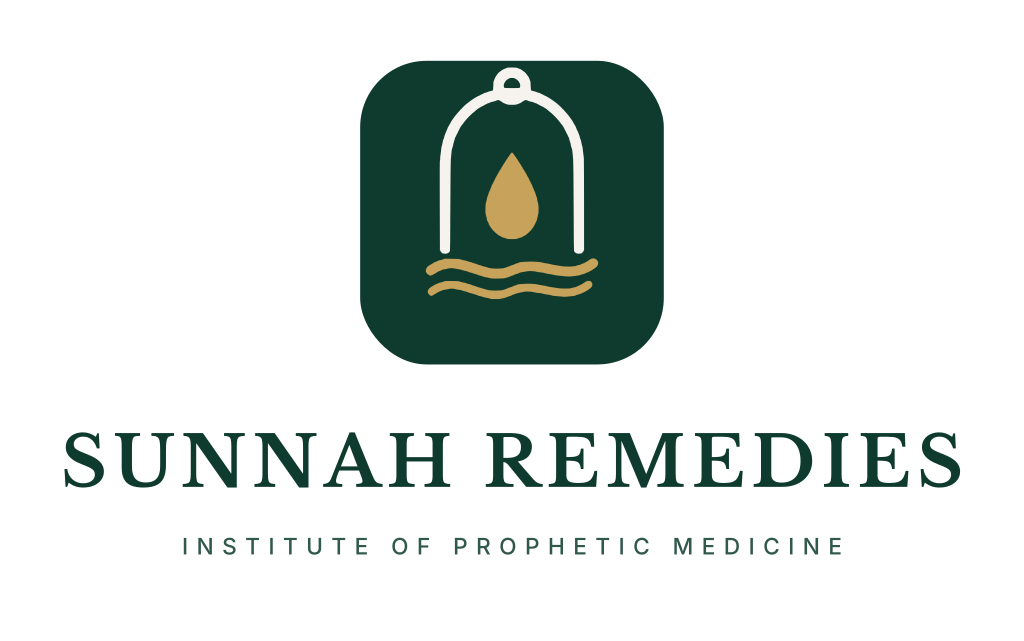 SUNNAH REMEDIES
INSTITUTE OF PROPHETIC MEDICINE